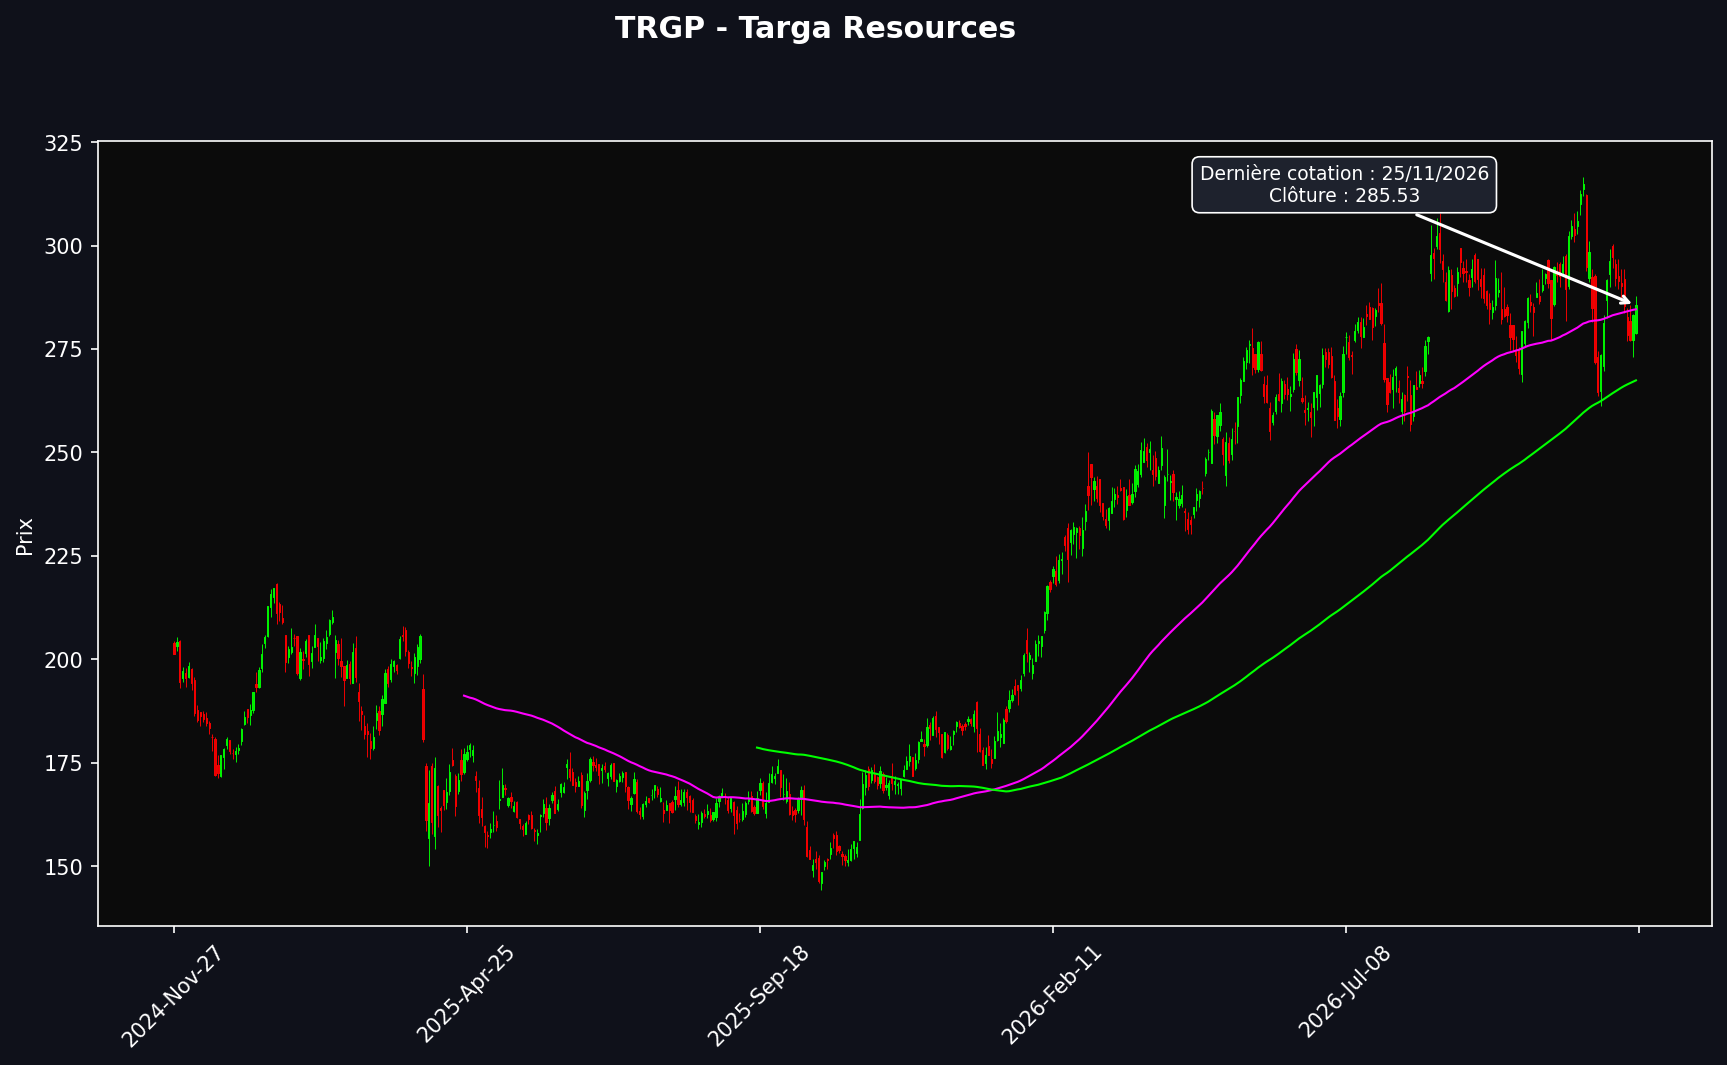 TRGP - Targa Resources
Dernière cotation : 25/11/2026
Clôture : 285.53
Prix
325
300
275
250
225
200
175
150
2024-Nov-27
2025-Apr-25
2025-Sep-18
2026-Feb-11
2026-Jul-08